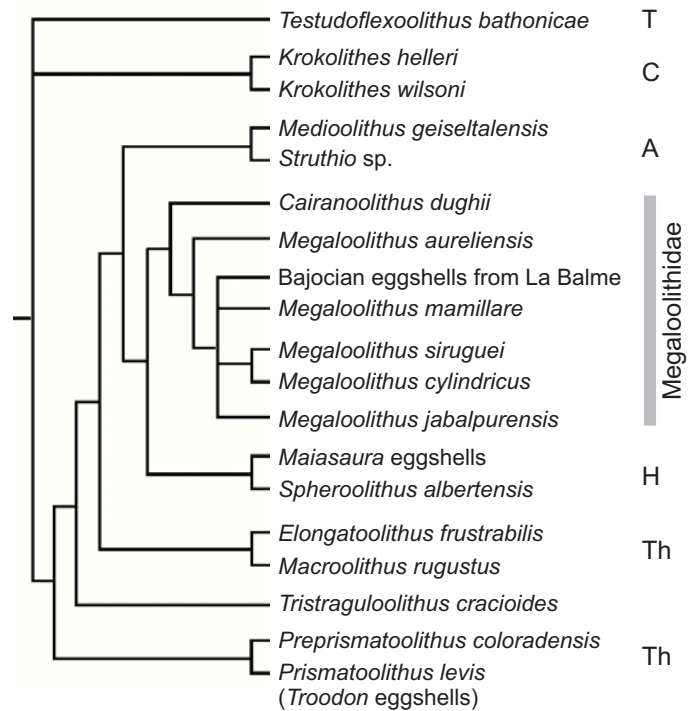 Testudoflexoolithus bathonicae T
Krokolithes helleri
C
Krokolithes wilsoni
Medioolithus geiseltalensis
A
Struthio sp.
Cairanoolithus dughii
Megaloolithus aureliensis
Bajocian eggshells from La Balme
Megaloolithus mamillare
Megaloolithus siruguei
Megaloolithus cylindricus
Megaloolithus jabalpurensis
Megaloolithidae
Maiasaura eggshells
H
Spheroolithus albertensis
Elongatoolithus frustrabilis
Th
Macroolithus rugustus
Tristraguloolithus cracioides
Preprismatoolithus coloradensis
Th
Prismatoolithus levis
(Troodon eggshells)